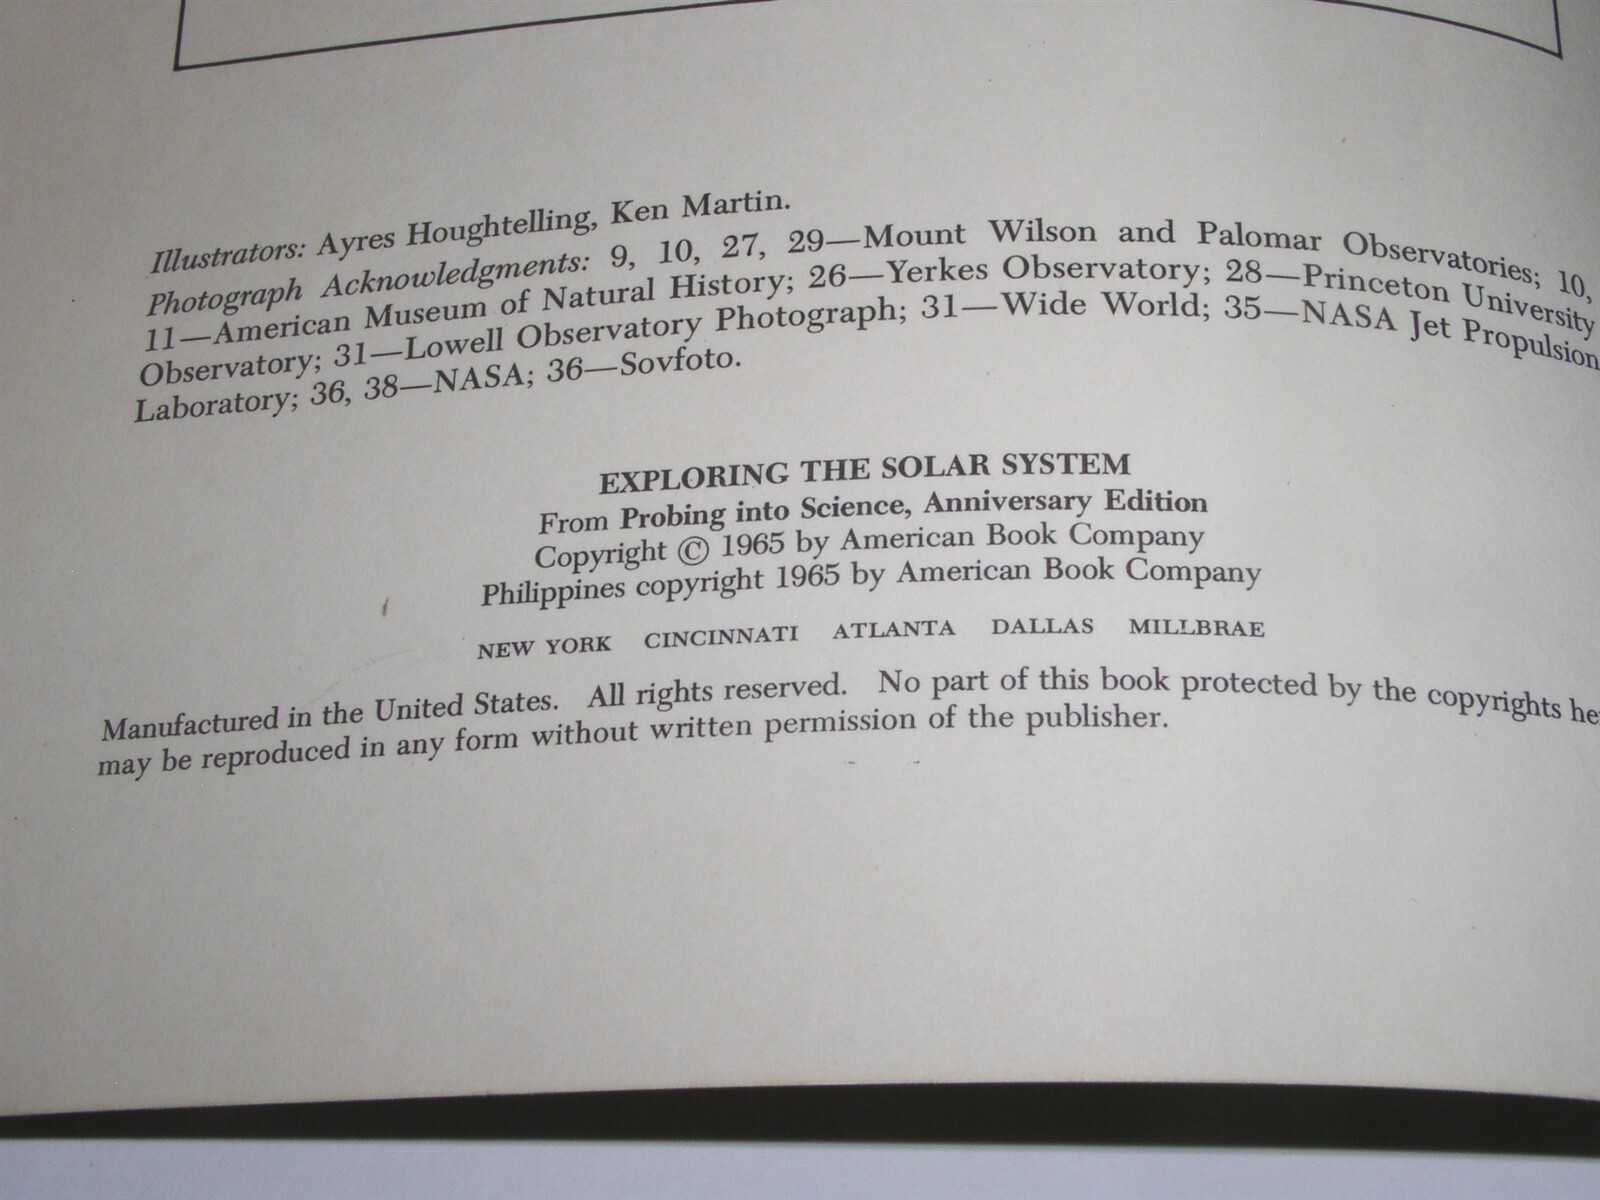 Illustrators: Ayres Houghtelling, Ken Martin.
Photograph Acknowledgments: 9, 10, 27, 29—Mount Wilson and Palomar Observatories; 10,
11—American Museum of Natural History; 26—Yerkes Observatory; 28—Princeton University
Observatory; 31—Lowell Observatory Photograph; 31—Wide World; 35—NASA Jet Propulsion
Laboratory; 36, 38—NASA; 36—Sovfoto.
EXPLORING THE SOLAR SYSTEM
From Probing into Science, Anniversary Edition
Copyright © 1965 by American Book Company
Philippines copyright 1965 by American Book Company
NEW YORK CINCINNATI ATLANTA DALLAS MILLBRAE
Manufactured in the United States. All rights reserved. No part of this book protected by the copyrights
may be reproduced in any form without written permission of the publisher.